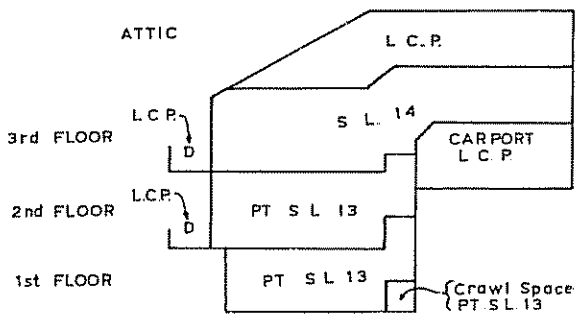 ATTIC
L.C.P.
L.C.P.
S L. 14
3rd FLOOR
D
CARPORT
L.C.P.
L.C.P.
2nd FLOOR
D
PT S L 13
1st FLOOR
PT S L 13
Crawl Space
PT. S L. 13